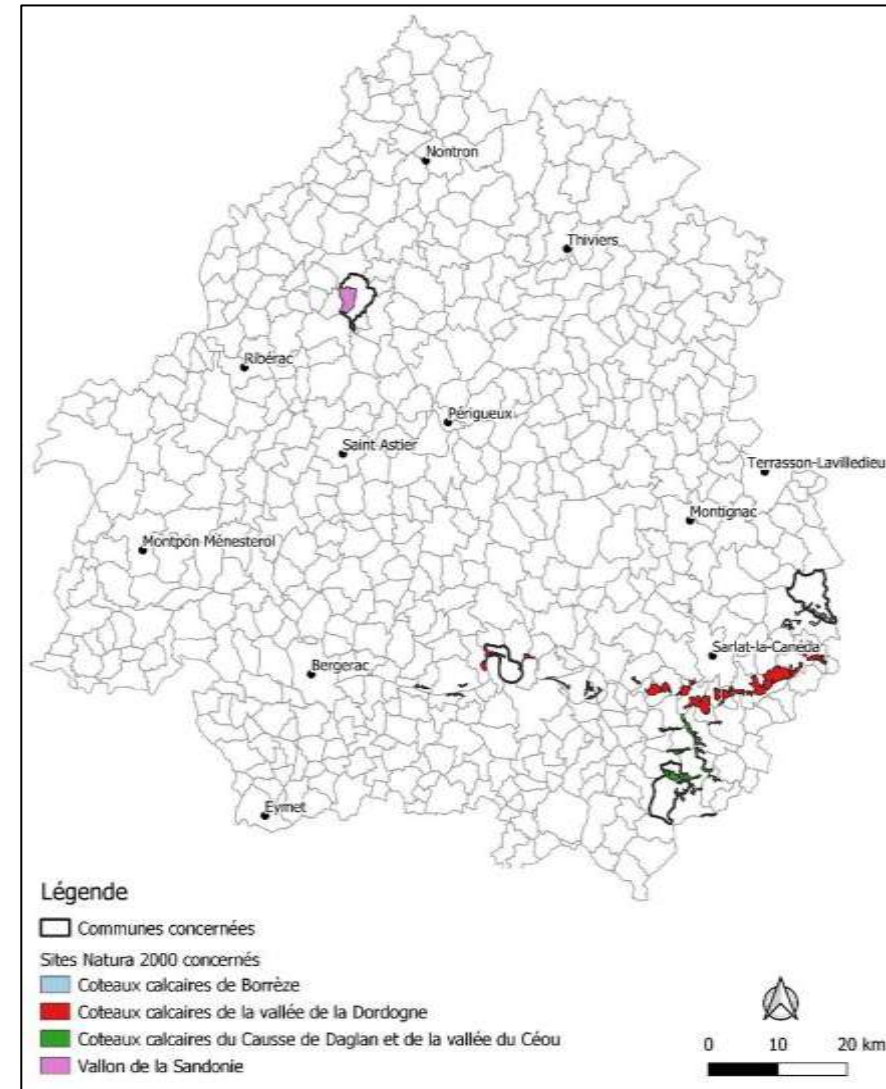 Nontron
Thiviers
Ribérac
Périgueux
Saint Astier
Terrasson-Lavilledieu
Montignac
Montpon Ménesterol
Sarlat-la-Canéda
Bergerac
Eymet
Légende
Communes concernées
Sites Natura 2000 concernés
Coteaux calcaires de Borrèze
Coteaux calcaires de la vallée de la Dordogne
Coteaux calcaires du Causse de Daglan et de la vallée du Céou
Vallon de la Sandonie
0 10 20 km